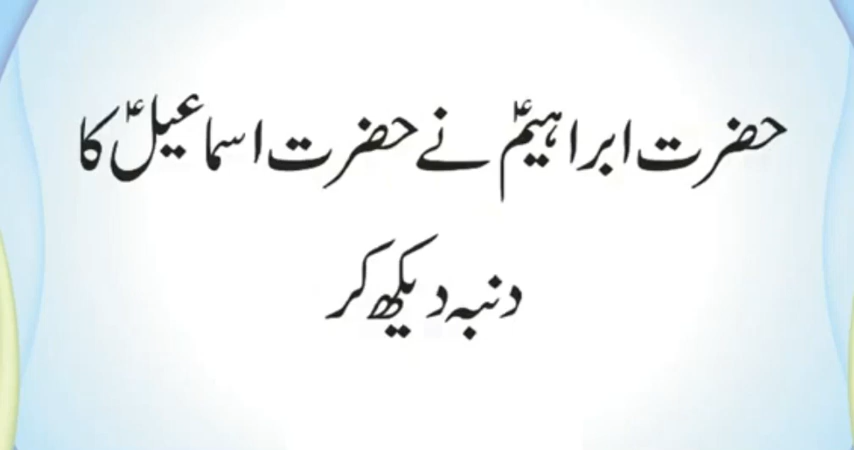 حضرت ابراہیمؑ نے حضرت اسماعیلؑ کا
دنبہ دیکھ کر